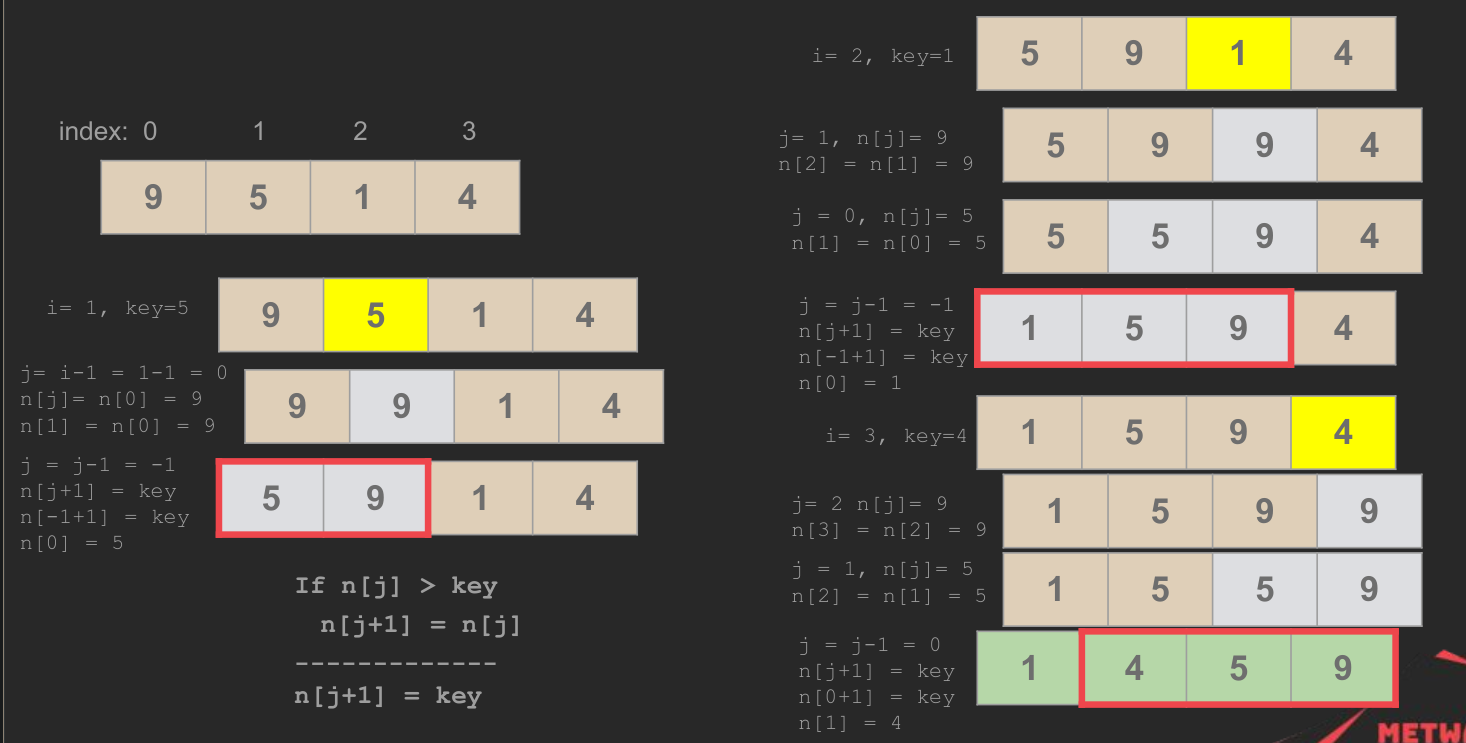 index: 0 1 2 3
9 5 1 4
i= 1, key=5
9 5 1 4
j= i-1 = 1-1 = 0
n[j]= n[0] = 9
n[1] = n[0] = 9
9 9 1 4
j = j-1 = -1
n[j+1] = key
n[-1+1] = key
n[0] = 5
5 9 1 4
If n[j] > key
n[j+1] = n[j]
-------------
n[j+1] = key
i= 2, key=1
5 9 1 4
j= 1, n[j]= 9
n[2] = n[1] = 9
5 9 9 4
j = 0, n[j]= 5
n[1] = n[0] = 5
5 5 9 4
j = j-1 = -1
n[j+1] = key
n[-1+1] = key
n[0] = 1
1 5 9 4
i= 3, key=4
1 5 9 4
j= 2 n[j]= 9
n[3] = n[2] = 9
1 5 9 9
j = 1, n[j]= 5
n[2] = n[1] = 5
1 5 5 9
j = j-1 = 0
n[j+1] = key
n[0+1] = key
n[1] = 4
1 4 5 9